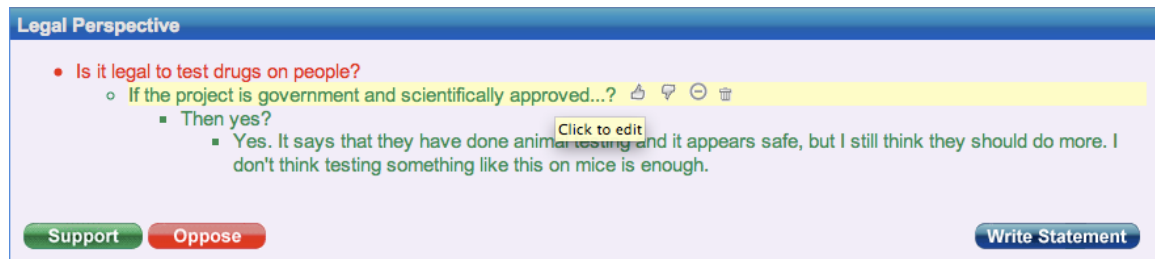 Legal Perspective
Is it legal to test drugs on people?
If the project is government and scientifically approved...?
Then yes?
Click to edit
Yes. It says that they have done animal testing and it appears safe, but I still think they should do more. I
don't think testing something like this on mice is enough.
Support
Oppose
Write Statement